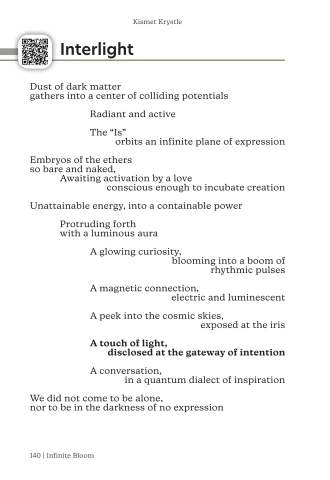 Kismet Krystle
Interlight
Dust of dark matter
gathers into a center of colliding potentials
Radiant and active
The “Is”
orbits an infinite plane of expression
Embryos of the ethers
so bare and naked,
Awaiting activation by a love
conscious enough to incubate creation
Unattainable energy, into a containable power
Protruding forth
with a luminous aura
A glowing curiosity,
blooming into a boom of
rhythmic pulses
A magnetic connection,
electric and luminescent
A peek into the cosmic skies,
exposed at the iris
A touch of light,
disclosed at the gateway of intention
A conversation,
in a quantum dialect of inspiration
We did not come to be alone,
nor to be in the darkness of no expression
140 | Infinite Bloom